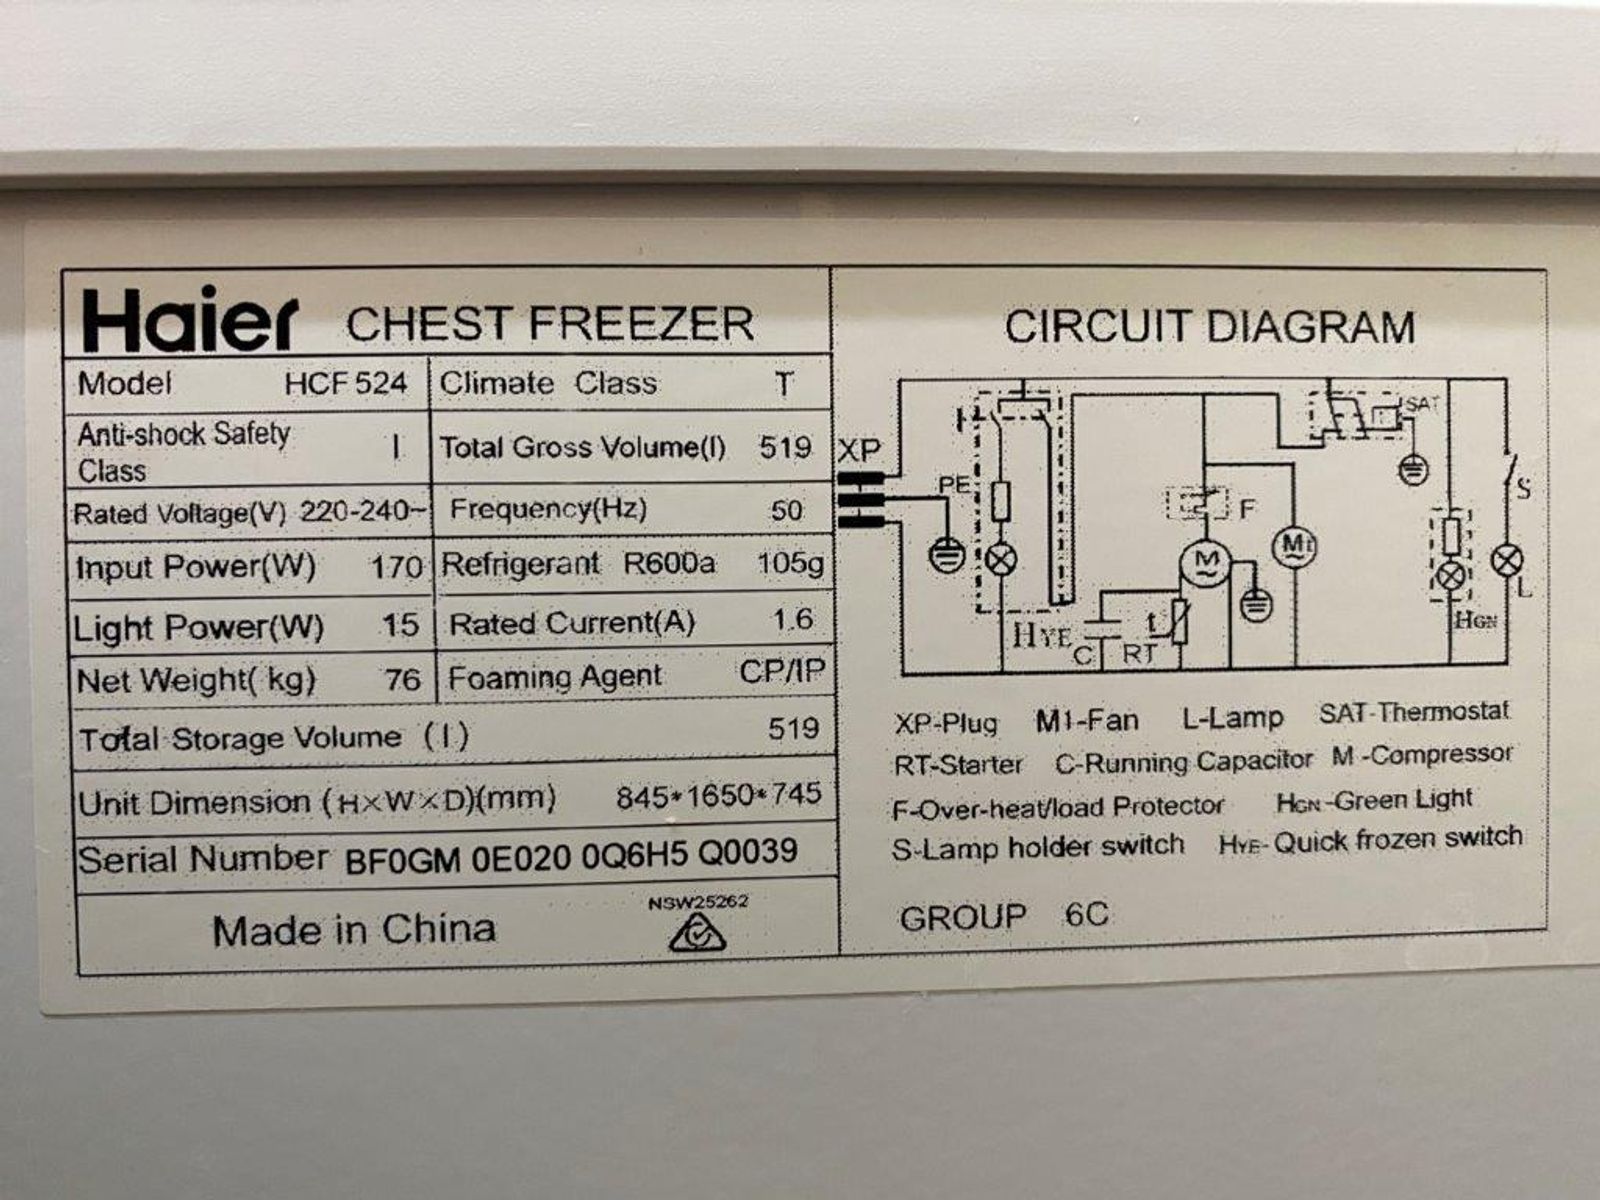 Haier CHEST FREEZER
Model HCF 524 Climate Class T
Anti-shock Safety Class I Total Gross Volume(l) 519
Rated Voltage(V) 220-240~ Frequency(Hz) 50
Input Power(W) 170 Refrigerant R600a 105g
Light Power(W) 15 Rated Current(A) 1.6
Net Weight( kg) 76 Foaming Agent CP/IP
Total Storage Volume (l) 519
Unit Dimension (H×W×D)(mm) 845*1650*745
Serial Number BF0GM 0E020 0Q6H5 Q0039
Made in China NSW25262
CIRCUIT DIAGRAM
SAT
XP
PE
S
F
M
~
M1
~
L
HYE
t
HGN
C
RT
XP-Plug M1-Fan L-Lamp SAT-Thermostat
RT-Starter C-Running Capacitor M-Compressor
F-Over-heat/load Protector HGN-Green Light
S-Lamp holder switch HYE-Quick frozen switch
GROUP 6C